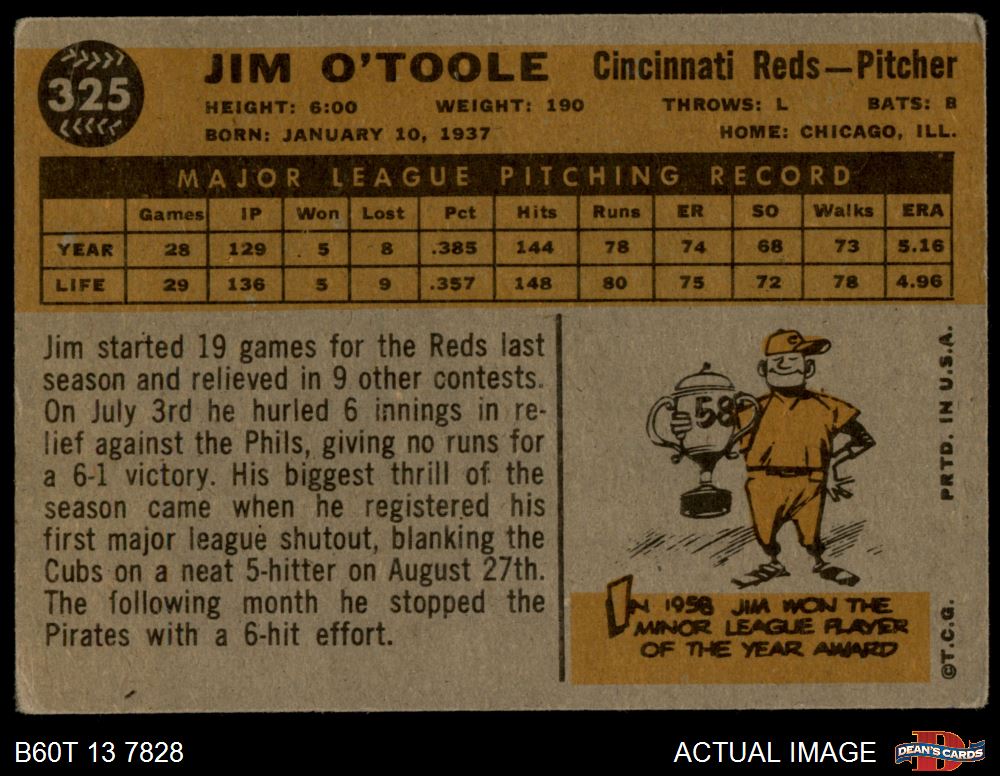 325
JIM O'TOOLE Cincinnati Reds—Pitcher
HEIGHT: 6:00 WEIGHT: 190 THROWS: L BATS: B
BORN: JANUARY 10, 1937 HOME: CHICAGO, ILL.
MAJOR LEAGUE PITCHING RECORD
Games IP Won Lost Pct Hits Runs ER SO Walks ERA
YEAR 28 129 5 8 .385 144 78 74 68 73 5.16
LIFE 29 136 5 9 .357 148 80 75 72 78 4.96
Jim started 19 games for the Reds last
season and relieved in 9 other contests.
On July 3rd he hurled 6 innings in re-
lief against the Phils, giving no runs for
a 6-1 victory. His biggest thrill of the
season came when he registered his
first major league shutout, blanking the
Cubs on a neat 5-hitter on August 27th.
The following month he stopped the
Pirates with a 6-hit effort.
C
58
IN 1958 JIM WON THE
MINOR LEAGUE PLAYER
OF THE YEAR AWARD
©T.C.G. PRTD. IN U.S.A.
B60T 13 7828 ACTUAL IMAGE D DEAN'S CARDS